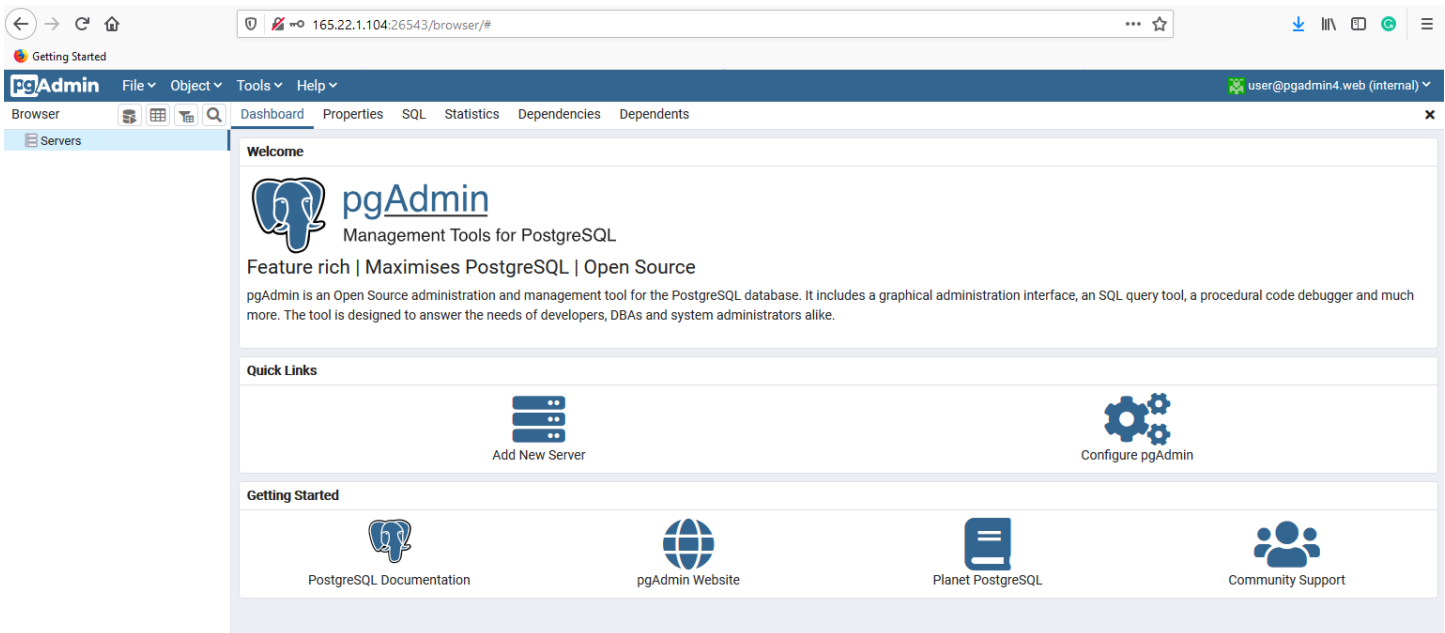 165.22.1.104:26543/browser/#
Getting Started
pgAdmin File Object Tools Help user@pgadmin4.web (internal)
Browser Dashboard Properties SQL Statistics Dependencies Dependents
Servers
Welcome
pgAdmin
Management Tools for PostgreSQL
Feature rich | Maximises PostgreSQL | Open Source
pgAdmin is an Open Source administration and management tool for the PostgreSQL database. It includes a graphical administration interface, an SQL query tool, a procedural code debugger and much
more. The tool is designed to answer the needs of developers, DBAs and system administrators alike.
Quick Links
Add New Server Configure pgAdmin
Getting Started
PostgreSQL Documentation pgAdmin Website Planet PostgreSQL Community Support